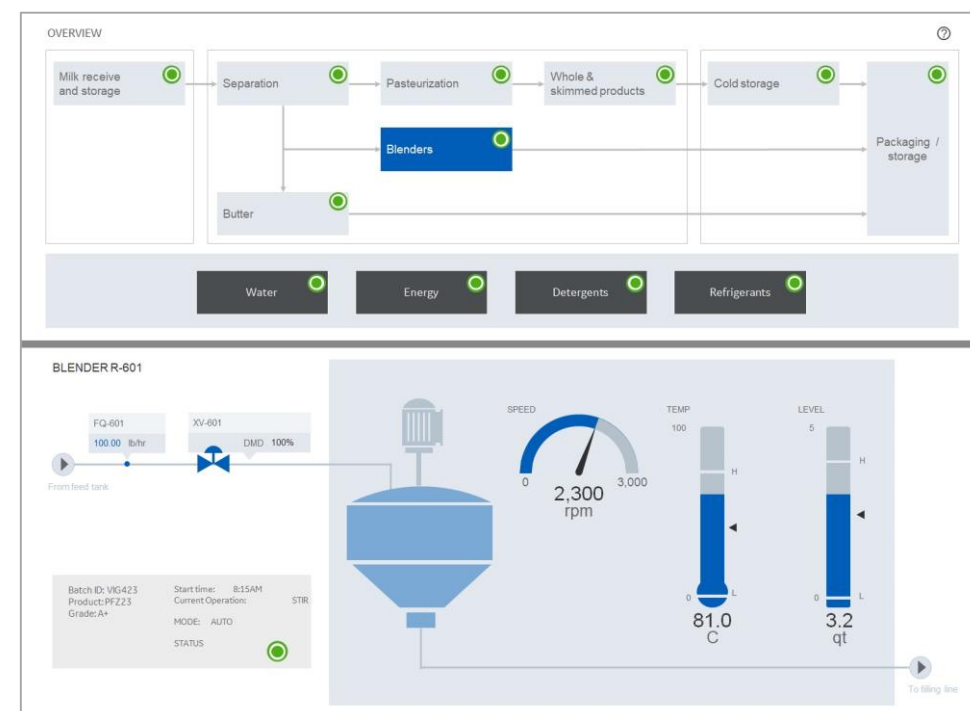 OVERVIEW
Milk receive
and storage
Separation
Pasteurization
Whole &
skimmed products
Cold storage
Packaging /
storage
Blenders
Butter
Water
Energy
Detergents
Refrigerants
BLENDER R-601
FQ-601
100.00 lb/hr
XV-601
DMD 100%
From feed tank
SPEED
0
3,000
2,300
rpm
TEMP
100
H
L
0
81.0
C
LEVEL
5
H
L
0
3.2
qt
Batch ID: VIG423
Product: PFZ23
Grade: A+
Start time: 8:15AM
Current Operation: STIR
MODE: AUTO
STATUS
To filling line